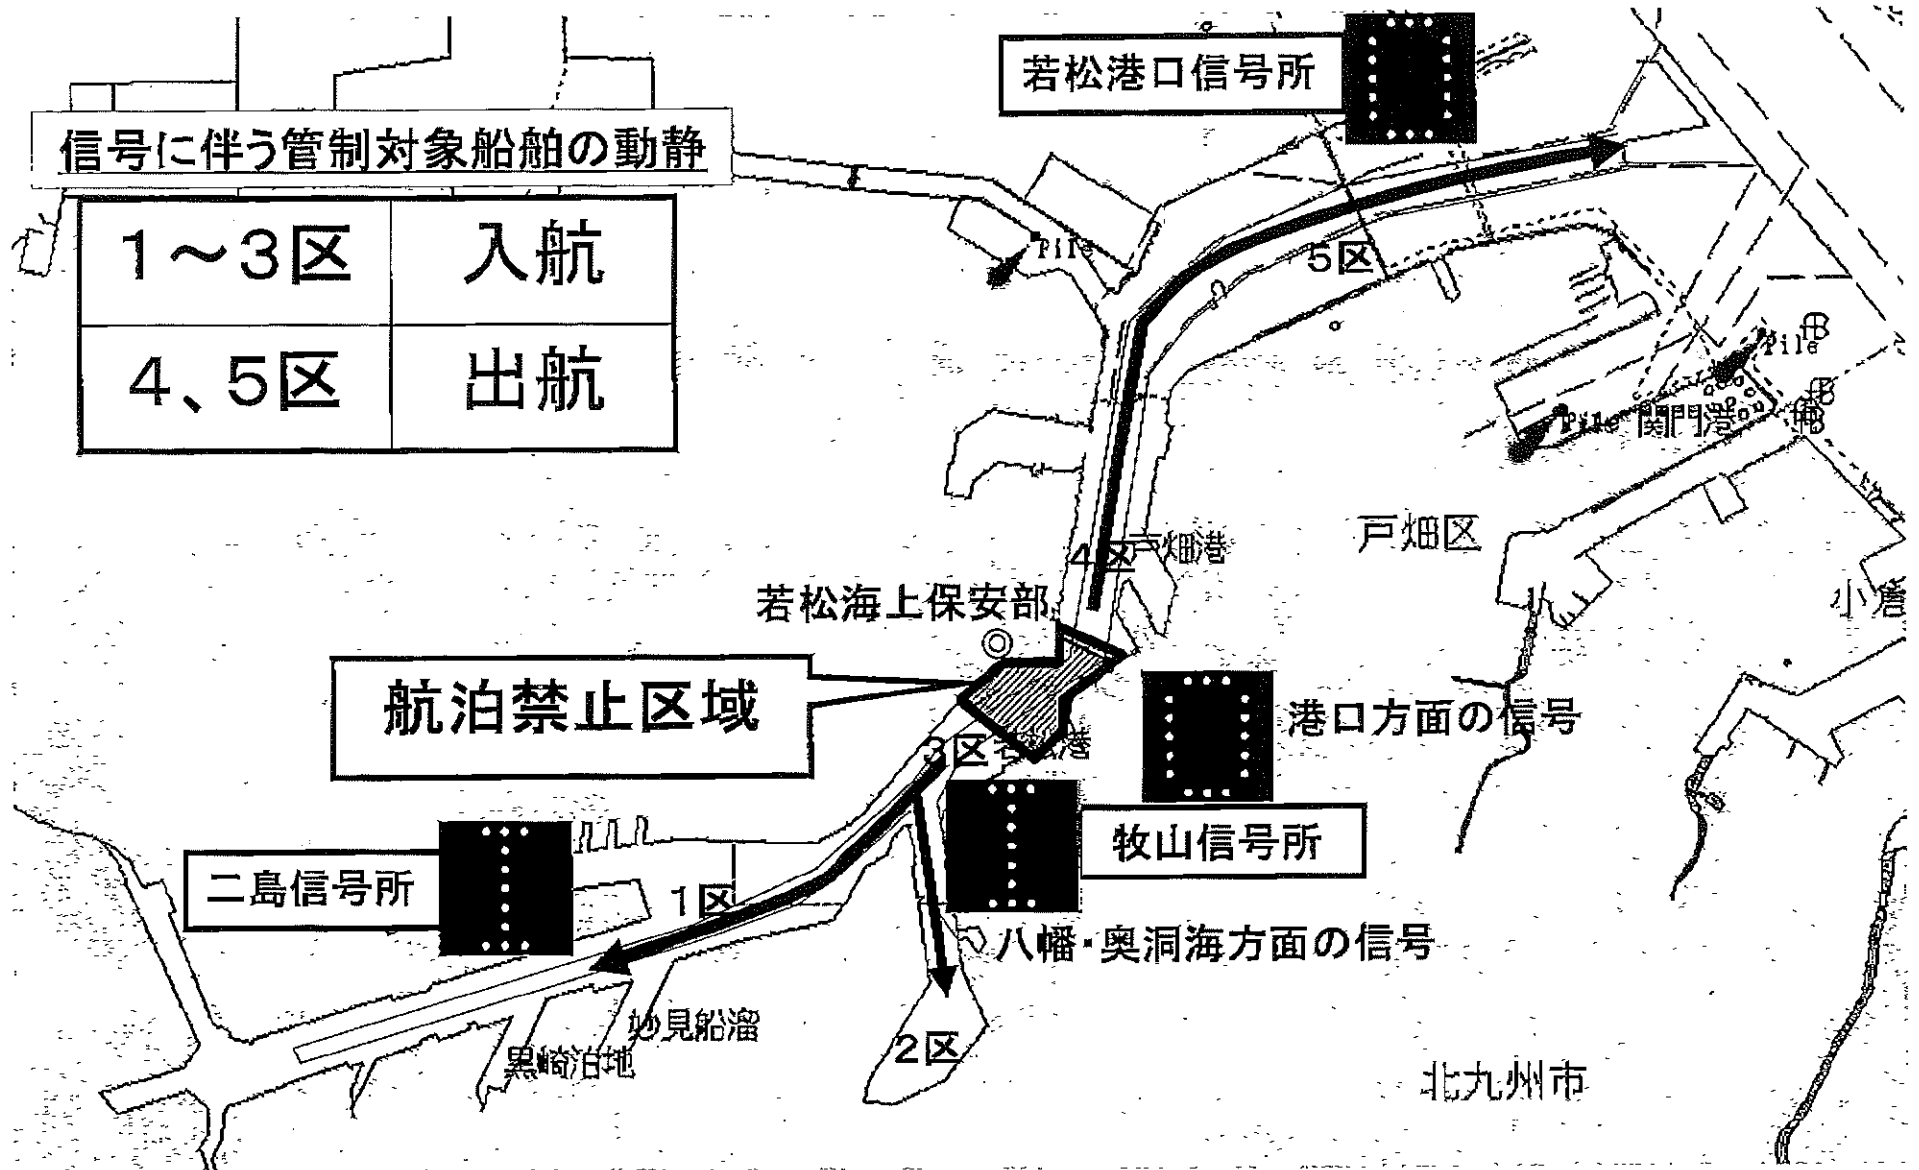 若松港口信号所
信号に伴う管制対象船舶の動静
1～3区 入航
4、5区 出航
Pile
5区
Pile
Pile 関門港
戸畑区
4区 戸畑港
若松海上保安部
航泊禁止区域
港口方面の信号
3区
牧山信号所
二島信号所
1区
八幡・奥洞海方面の信号
妙見船溜
黒崎泊地
2区
北九州市